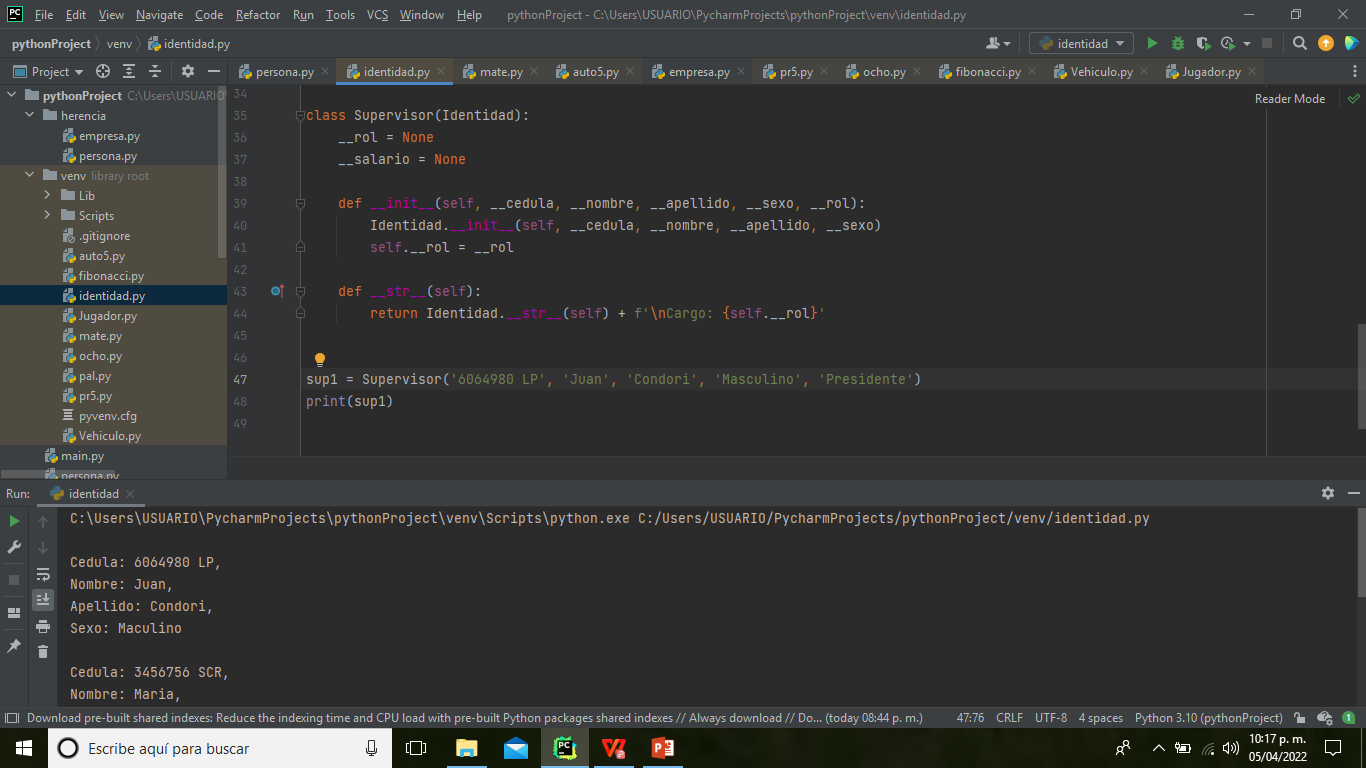 File Edit View Navigate Code Refactor Run Tools VCS Window Help pythonProject - C:\Users\USUARIO\PycharmProjects\pythonProject\venv\identidad.py
pythonProject venv identidad.py identidad
Project persona.py identidad.py mate.py auto5.py empresa.py pr5.py ocho.py fibonacci.py Vehiculo.py Jugador.py
pythonProject C:\Users\USUARIO\
herencia
empresa.py
persona.py
venv library root
Lib
Scripts
.gitignore
auto5.py
fibonacci.py
identidad.py
Jugador.py
mate.py
ocho.py
pal.py
pr5.py
pyvenv.cfg
Vehiculo.py
main.py
persona.py
Reader Mode
34
35 class Supervisor(Identidad):
36 __rol = None
37 __salario = None
38
39 def __init__(self, __cedula, __nombre, __apellido, __sexo, __rol):
40 Identidad.__init__(self, __cedula, __nombre, __apellido, __sexo)
41 self.__rol = __rol
42
43 def __str__(self):
44 return Identidad.__str__(self) + f'\nCargo: {self.__rol}'
45
46
47 sup1 = Supervisor('6064980 LP', 'Juan', 'Condori', 'Masculino', 'Presidente')
48 print(sup1)
49
Run: identidad
C:\Users\USUARIO\PycharmProjects\pythonProject\venv\Scripts\python.exe C:/Users/USUARIO/PycharmProjects/pythonProject/venv/identidad.py
Cedula: 6064980 LP,
Nombre: Juan,
Apellido: Condori,
Sexo: Maculino
Cedula: 3456756 SCR,
Nombre: Maria,
Download pre-built shared indexes: Reduce the indexing time and CPU load with pre-built Python packages shared indexes // Always download // Do... (today 08:44 p. m.) 47:76 CRLF UTF-8 4 spaces Python 3.10 (pythonProject) 1
Escribe aquí para buscar
10:17 p. m.
05/04/2022